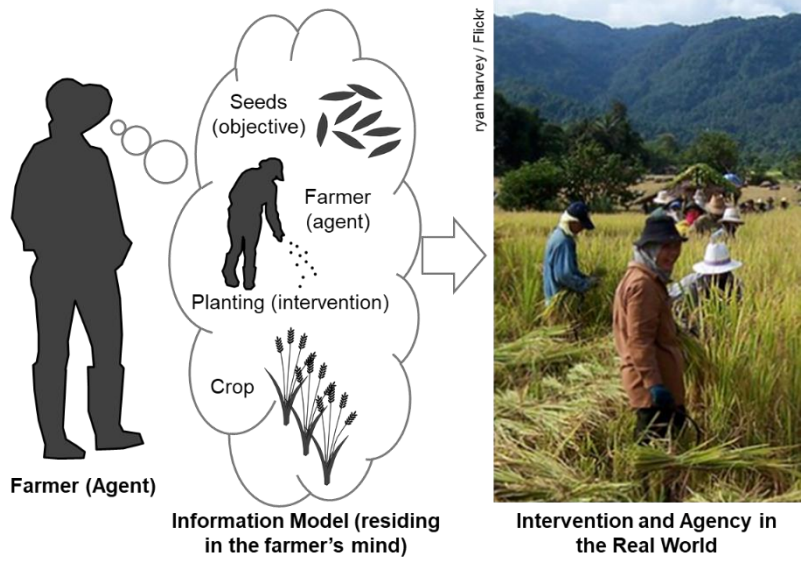 ryan harvey / Flickr
Seeds
(objective)
Farmer
(agent)
Planting (intervention)
Crop
Farmer (Agent)
Information Model (residing
in the farmer's mind)
Intervention and Agency in
the Real World